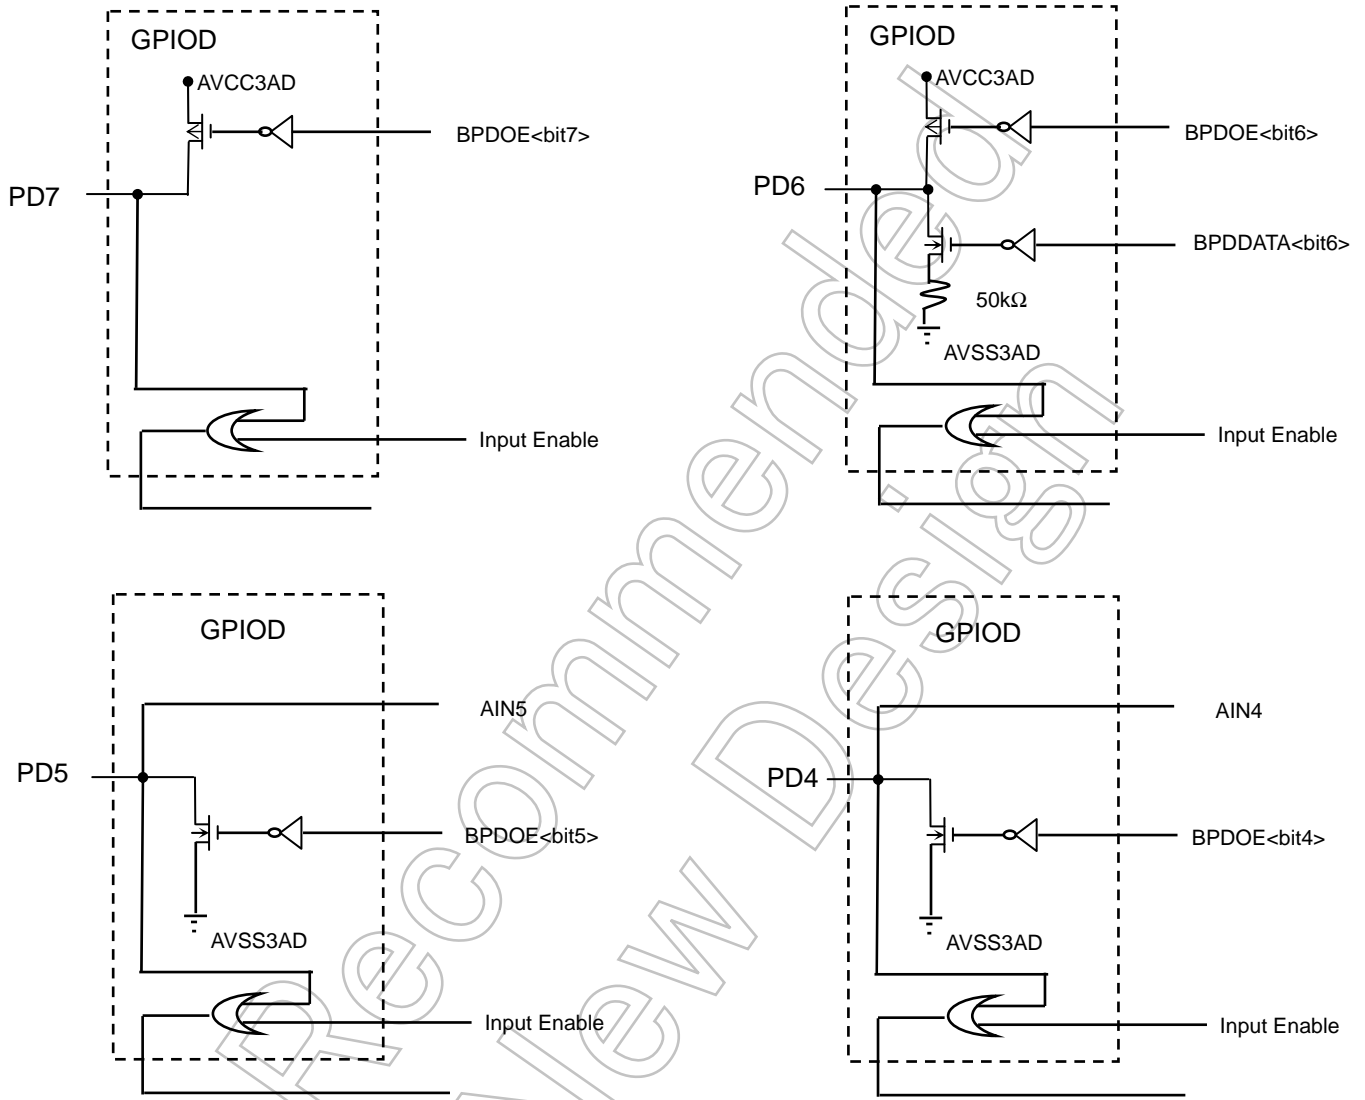 GPIOD
AVCC3AD
BPDOE<bit7>
PD7
Input Enable
GPIOD
AVCC3AD
BPDOE<bit6>
PD6
BPDDATA<bit6>
50kΩ
AVSS3AD
Input Enable
GPIOD
AIN5
PD5
BPDOE<bit5>
AVSS3AD
Input Enable
GPIOD
AIN4
PD4
BPDOE<bit4>
AVSS3AD
Input Enable
Recommended
New Design